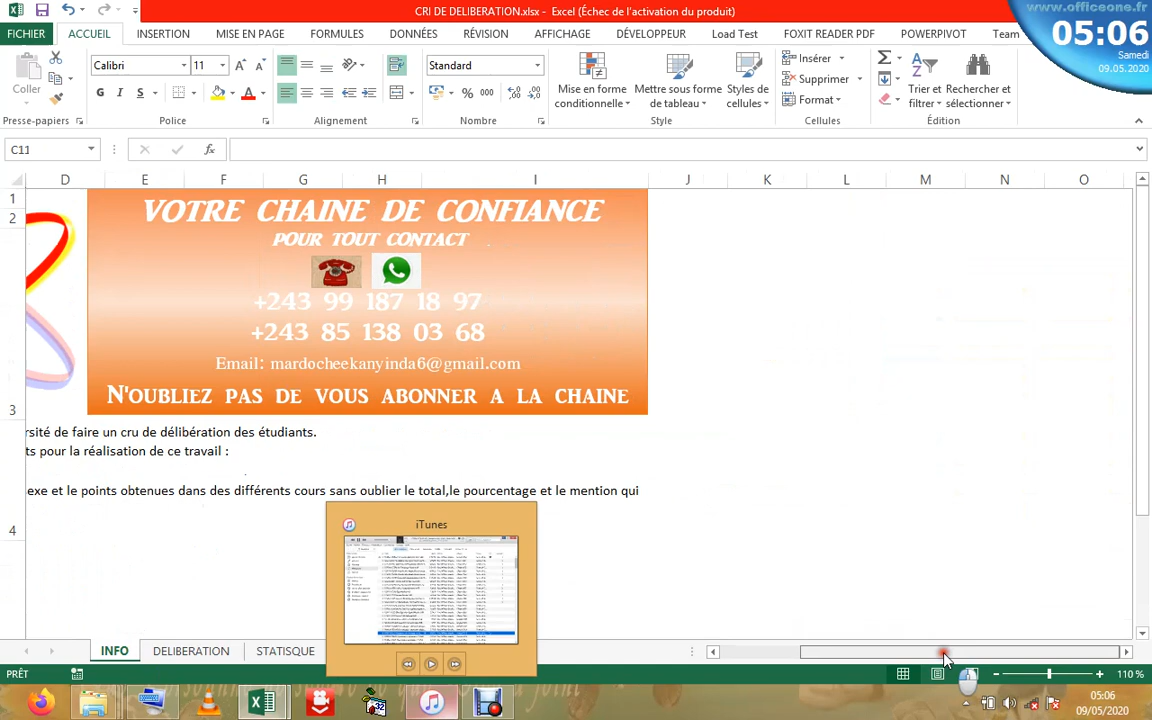 CRI DE DELIBERATION.xlsx - Excel (Échec de l'activation du produit)
www.officeone.fr
05:06
Samedi
09.05.2020
FICHIER ACCUEIL INSERTION MISE EN PAGE FORMULES DONNÉES RÉVISION AFFICHAGE DÉVELOPPEUR Load Test FOXIT READER PDF POWERPIVOT Team
Coller
Calibri 11
G I S
Standard
% 000
Mise en forme conditionnelle
Mettre sous forme de tableau
Styles de cellules
Insérer
Supprimer
Format
Trier et filtrer
Rechercher et sélectionner
Presse-papiers Police Alignement Nombre Style Cellules Édition
C11
fx
D E F G H I J K L M N O
1
2
3
4
VOTRE CHAINE DE CONFIANCE
POUR TOUT CONTACT
+243 99 187 18 97
+243 85 138 03 68
Email: mardocheekanyinda6@gmail.com
N'OUBLIEZ PAS DE VOUS ABONNER A LA CHAINE
rsité de faire un cru de délibération des étudiants.
ts pour la réalisation de ce travail :
exe et le points obtenues dans des différents cours sans oublier le total,le pourcentage et le mention qui
iTunes
INFO DELIBERATION STATISQUE
PRÊT
110 %
05:06
09/05/2020